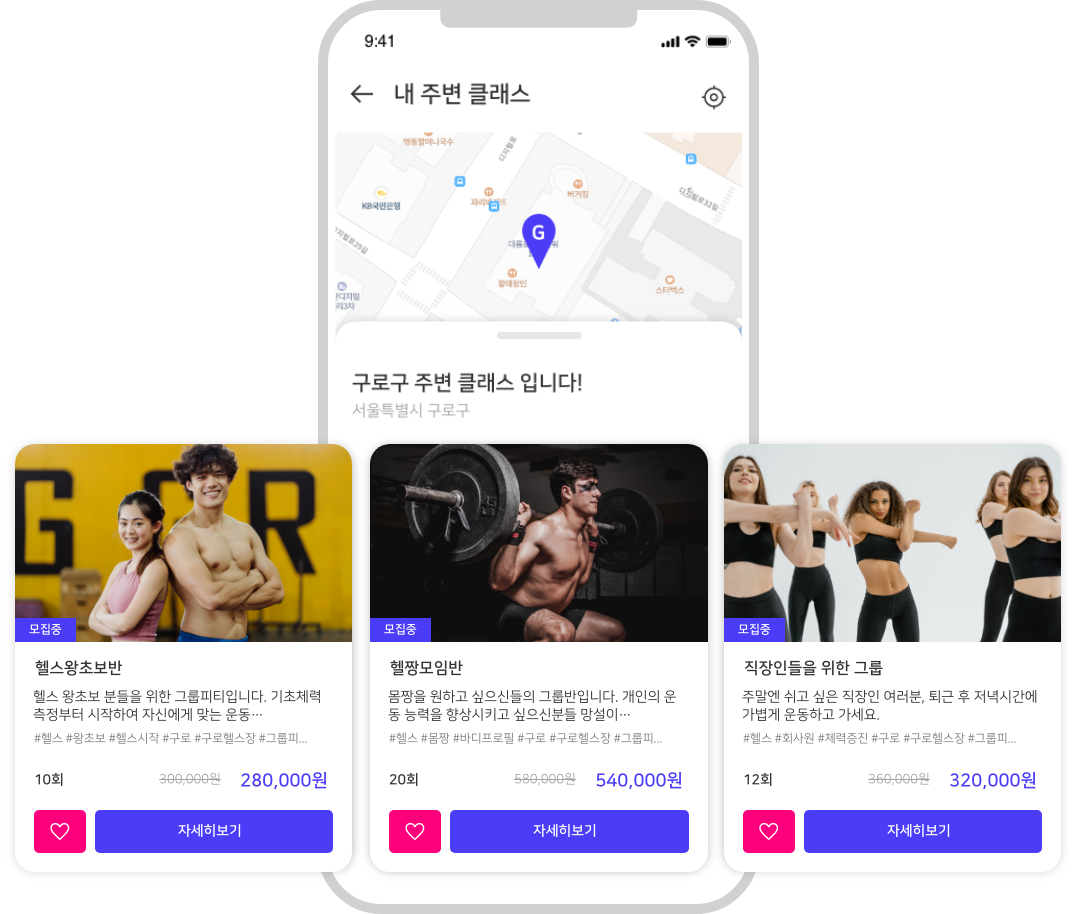 9:41
내 주변 클래스
명륜할머니국수
디지털로
KB국민은행
버거킹
디지털로32길
G
디지털로29길
활매장인
스타벅스
구로구 주변 클래스 입니다!
서울특별시 구로구
GCR
모집중
헬스왕초보반
헬스 왕초보 분들을 위한 그룹피티입니다. 기초체력
측정부터 시작하여 자신에게 맞는 운동…
#헬스 #왕초보 #헬스시작 #구로 #구로헬스장 #그룹피...
10회 300,000원 280,000원
자세히보기
모집중
헬짱모임반
몸짱을 원하고 싶으신들의 그룹반입니다. 개인의 운
동 능력을 향상시키고 싶으신분들 망설이…
#헬스 #몸짱 #바디프로필 #구로 #구로헬스장 #그룹피...
20회 580,000원 540,000원
자세히보기
모집중
직장인들을 위한 그룹
주말엔 쉬고 싶은 직장인 여러분, 퇴근 후 저녁시간에
가볍게 운동하고 가세요.
#헬스 #회사원 #체력증진 #구로 #구로헬스장 #그룹피...
12회 360,000원 320,000원
자세히보기